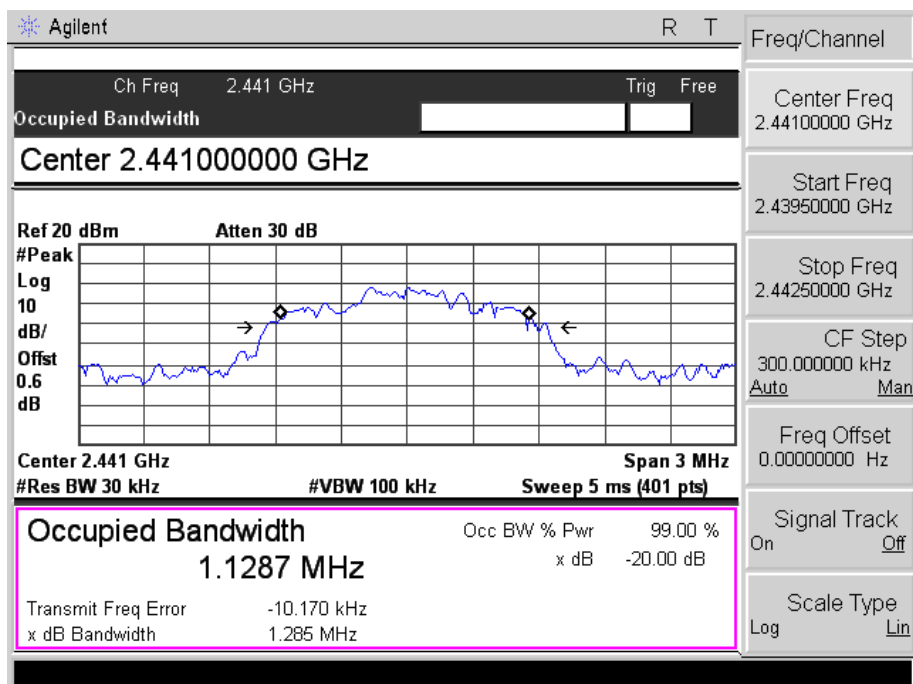 Agilent R T
Freq/Channel
Ch Freq 2.441 GHz Trig Free
Occupied Bandwidth
Center 2.441000000 GHz
Ref 20 dBm Atten 30 dB
#Peak
Log
10
dB/
Offst
0.6
dB
Center 2.441 GHz Span 3 MHz
#Res BW 30 kHz #VBW 100 kHz Sweep 5 ms (401 pts)
Occupied Bandwidth
1.1287 MHz
Occ BW % Pwr 99.00 %
x dB -20.00 dB
Transmit Freq Error -10.170 kHz
x dB Bandwidth 1.285 MHz
Center Freq
2.44100000 GHz
Start Freq
2.43950000 GHz
Stop Freq
2.44250000 GHz
CF Step
300.000000 kHz
Auto Man
Freq Offset
0.00000000 Hz
Signal Track
On Off
Scale Type
Log Lin